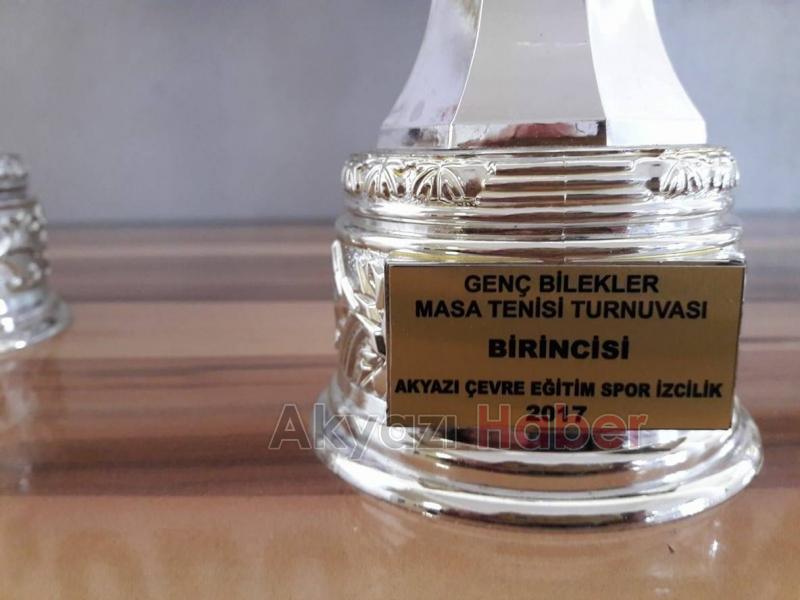 GENÇ BİLEKLER
MASA TENİSİ TURNUVASI
BİRİNCİSİ
AKYAZI ÇEVRE EĞİTİM SPOR İZCİLİK
2017
Akyazı Haber